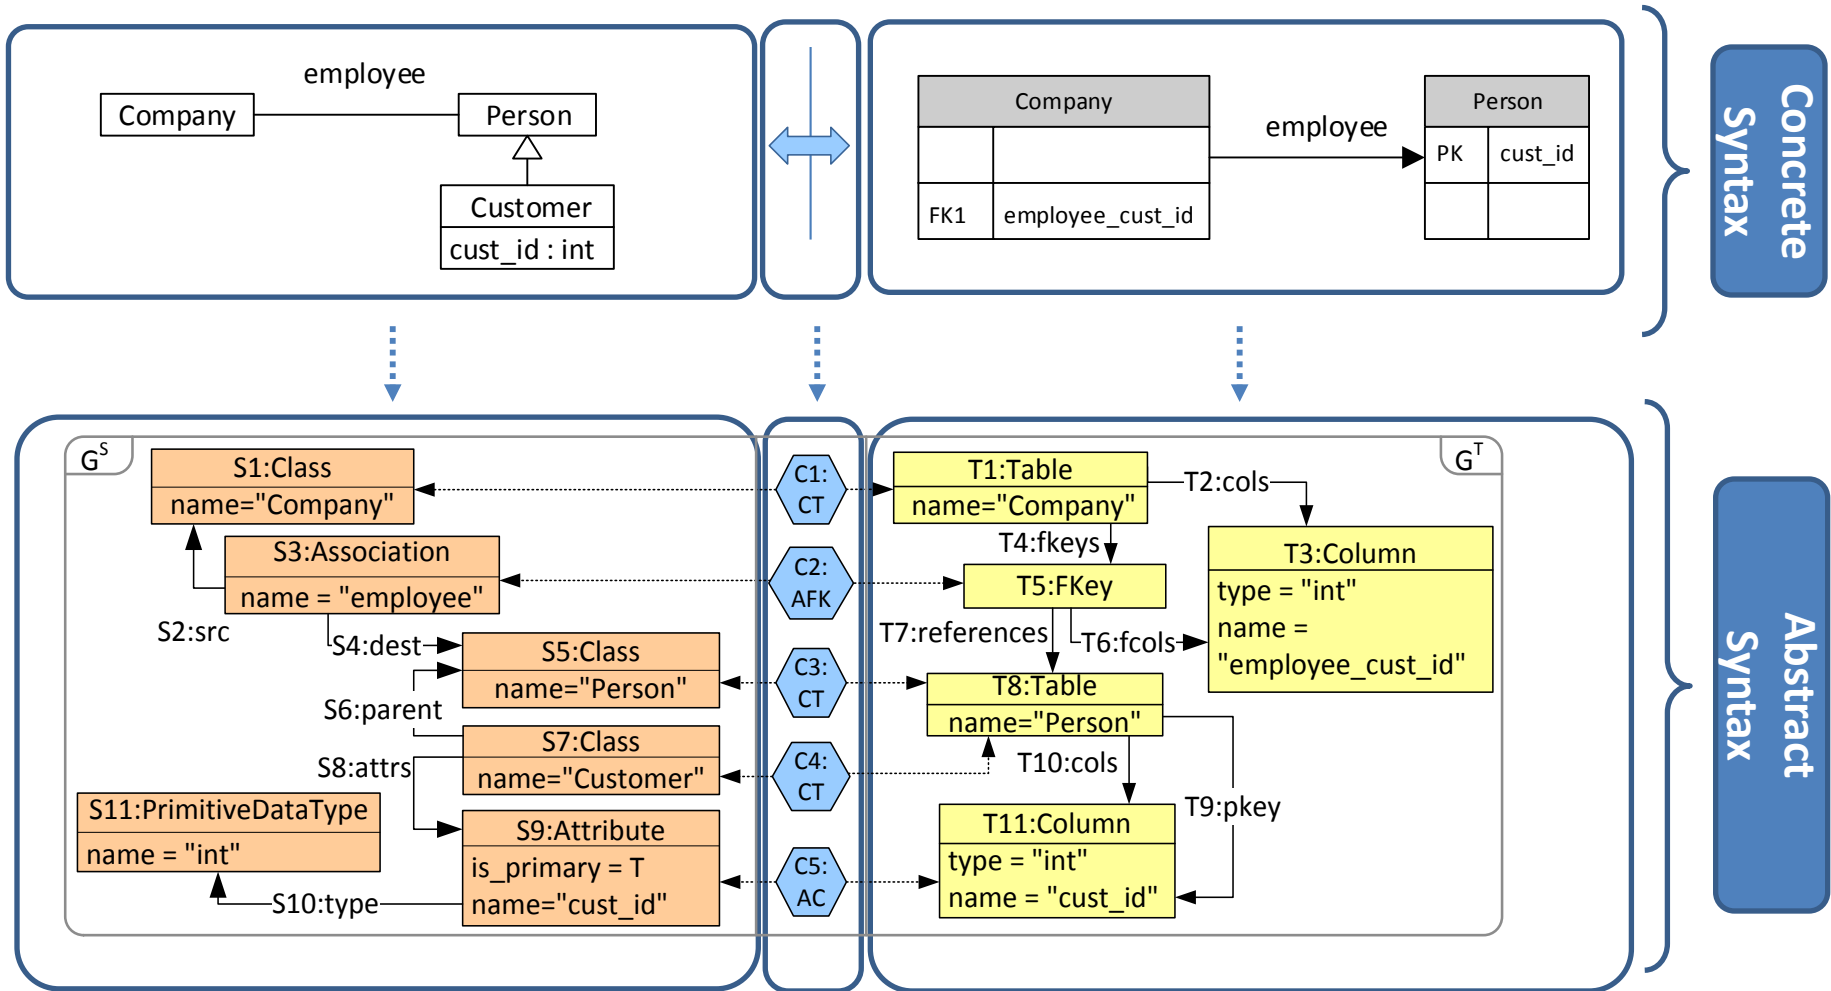 employee
Company
Person
Customer
cust_id : int
Company
FK1
employee_cust_id
employee
Person
PK
cust_id
Concrete
Syntax
G^S
S1:Class
name="Company"
S3:Association
name = "employee"
S2:src
S4:dest
S5:Class
name="Person"
S6:parent
S7:Class
name="Customer"
S8:attrs
S11:PrimitiveDataType
name = "int"
S9:Attribute
is_primary = T
name="cust_id"
S10:type
C1:
CT
C2:
AFK
C3:
CT
C4:
CT
C5:
AC
G^T
T1:Table
name="Company"
T2:cols
T4:fkeys
T3:Column
type = "int"
name =
"employee_cust_id"
T5:FKey
T7:references
T6:fcols
T8:Table
name="Person"
T10:cols
T9:pkey
T11:Column
type = "int"
name = "cust_id"
Abstract
Syntax